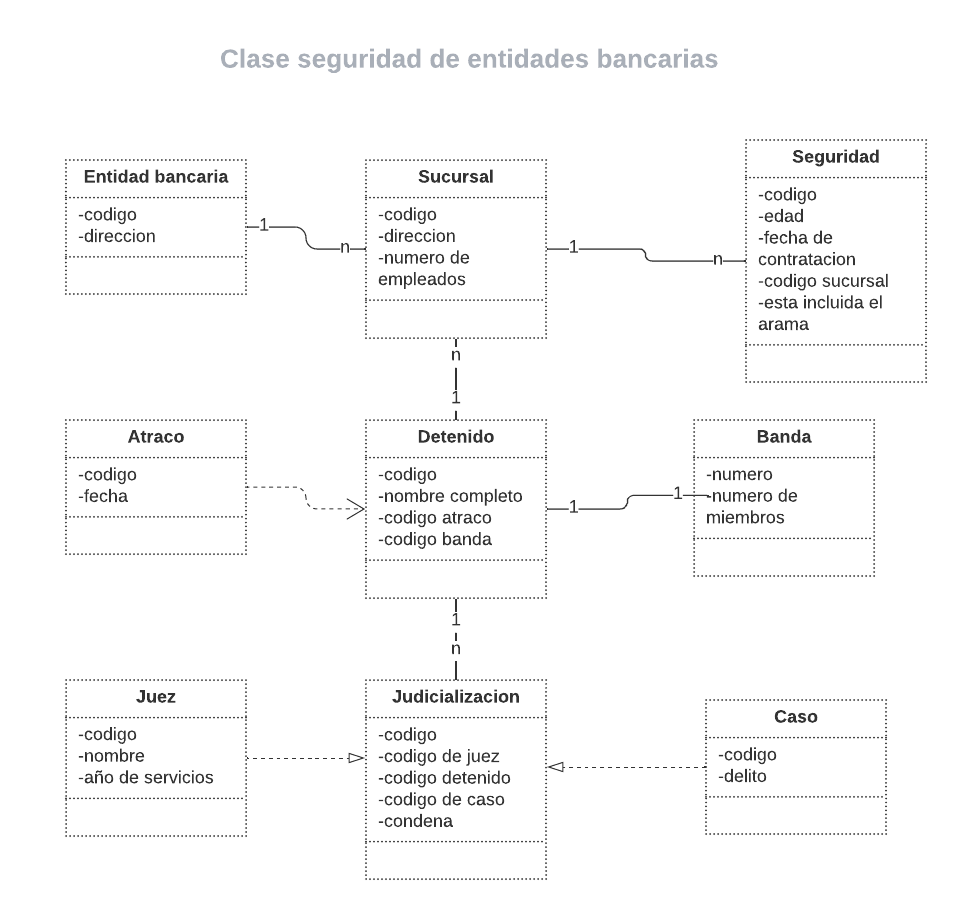 Clase seguridad de entidades bancarias
Entidad bancaria
-codigo
-direccion
1
n
Sucursal
-codigo
-direccion
-numero de
empleados
1
n
Seguridad
-codigo
-edad
-fecha de
contratacion
-codigo sucursal
-esta incluida el
arama
n
1
Atraco
-codigo
-fecha
Detenido
-codigo
-nombre completo
-codigo atraco
-codigo banda
1
1
Banda
-numero
-numero de
miembros
1
n
Juez
-codigo
-nombre
-año de servicios
Judicializacion
-codigo
-codigo de juez
-codigo detenido
-codigo de caso
-condena
Caso
-codigo
-delito